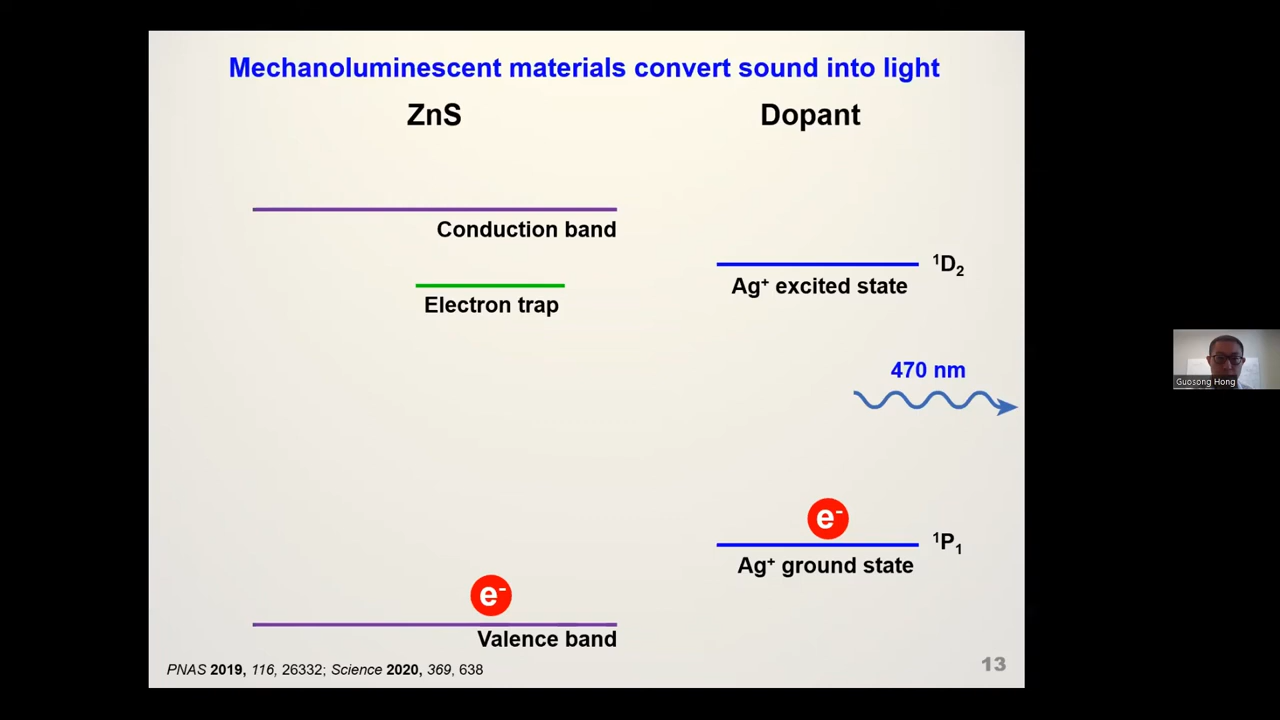 Mechanoluminescent materials convert sound into light
ZnS
Dopant
Conduction band
¹D₂
Ag⁺ excited state
Electron trap
470 nm
Guosong Hong
e⁻
¹P₁
Ag⁺ ground state
e⁻
Valence band
PNAS 2019, 116, 26332; Science 2020, 369, 638
13